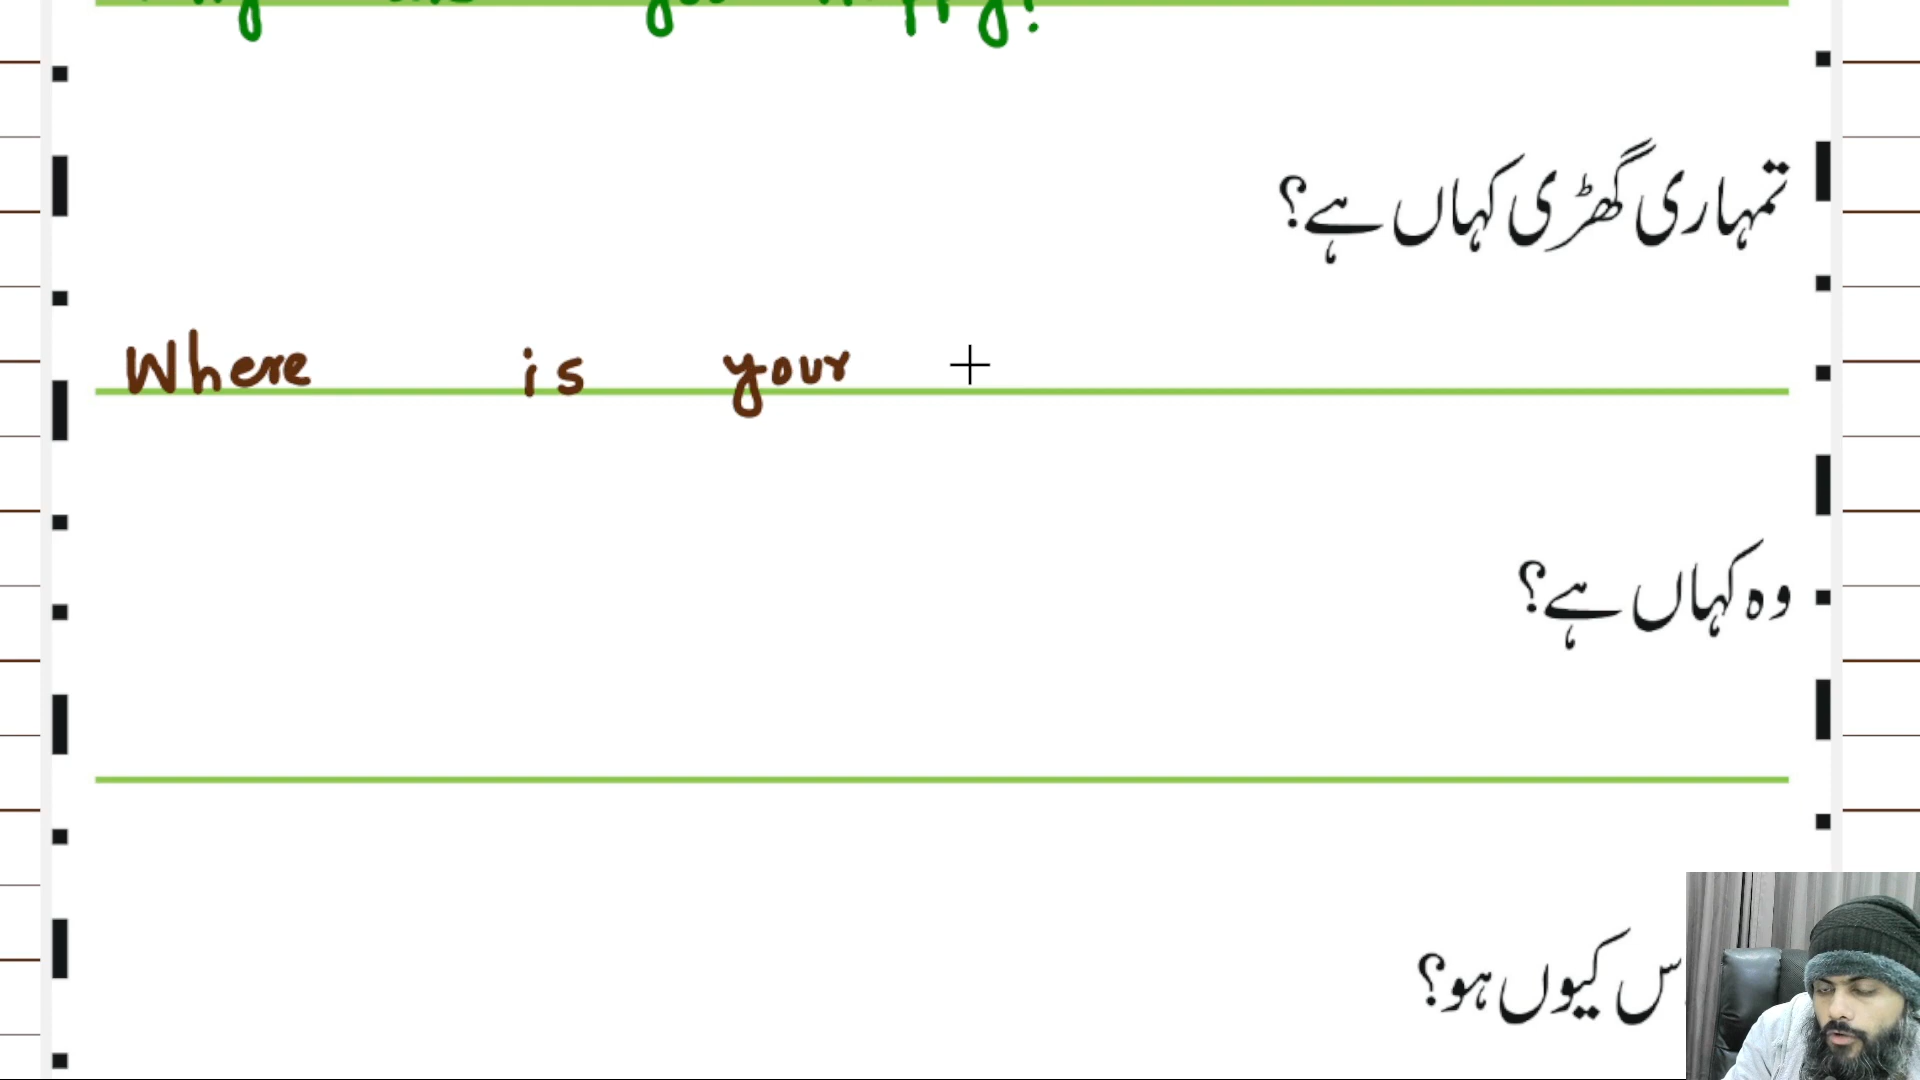 تمہاری گھڑی کہاں ہے؟
Where is your
وہ کہاں ہے؟
کیوں ہو؟